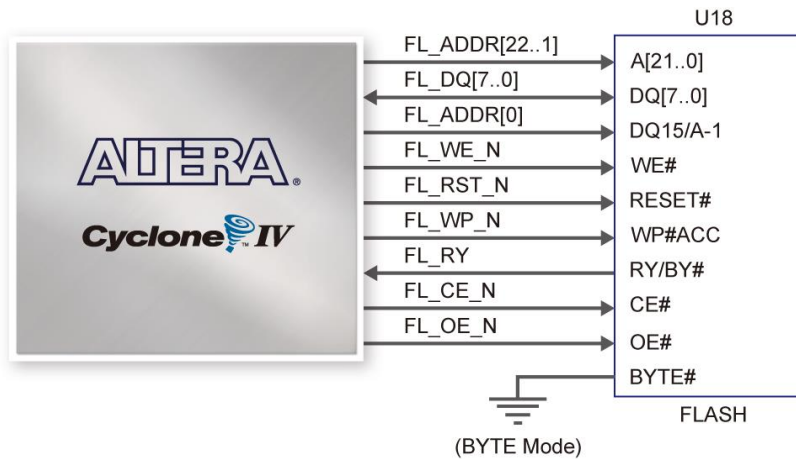 U18
FL_ADDR[22..1] A[21..0]
FL_DQ[7..0] DQ[7..0]
FL_ADDR[0] DQ15/A-1
FL_WE_N WE#
FL_RST_N RESET#
FL_WP_N WP#ACC
FL_RY RY/BY#
FL_CE_N CE#
FL_OE_N OE#
BYTE#
FLASH
(BYTE Mode)
ALTERA.
Cyclone™ IV